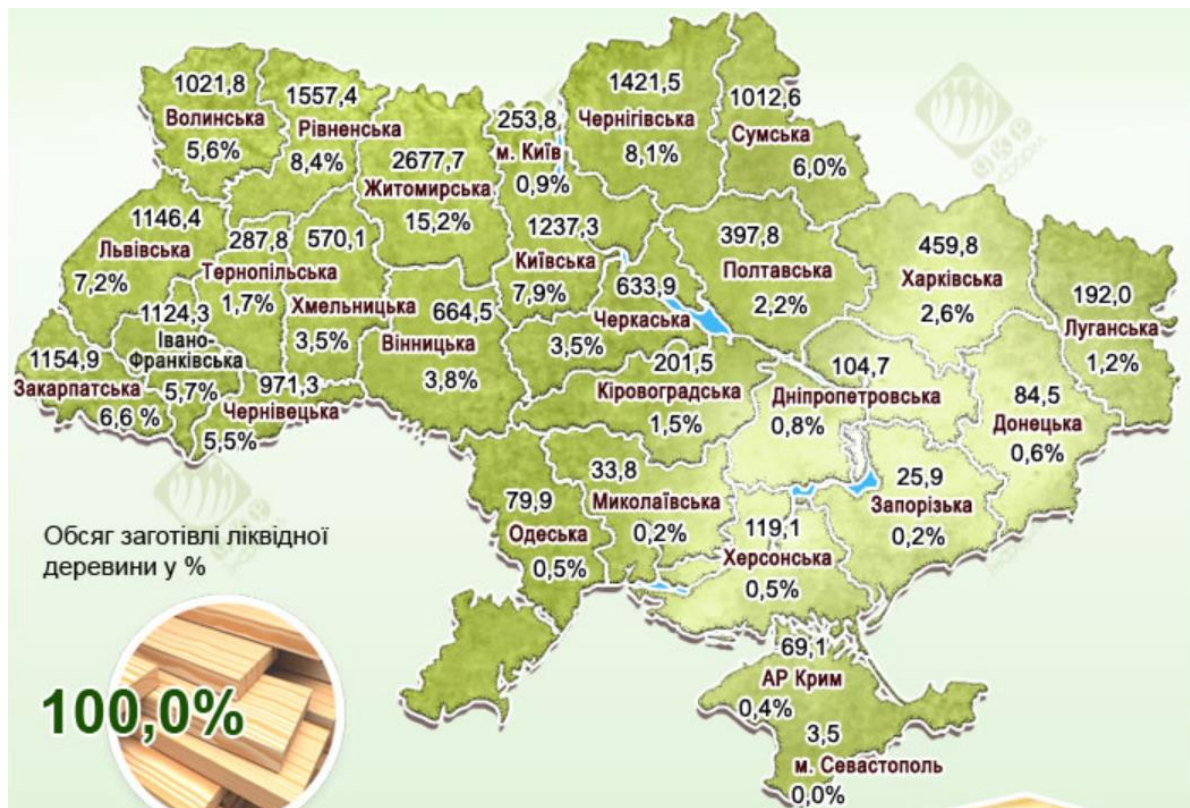 1021,8
Волинська
5,6%
1557,4
Рівненська
8,4%
2677,7
Житомирська
15,2%
253,8
м. Київ
0,9%
1421,5
Чернігівська
8,1%
1012,6
Сумська
6,0%
1146,4
Львівська
7,2%
287,8
Тернопільська
1,7%
570,1
Хмельницька
3,5%
1237,3
Київська
7,9%
397,8
Полтавська
2,2%
459,8
Харківська
2,6%
192,0
Луганська
1,2%
1124,3
Івано-
Франківська
5,7%
664,5
Вінницька
3,8%
633,9
Черкаська
3,5%
1154,9
Закарпатська
6,6 %
971,3
Чернівецька
5,5%
201,5
Кіровоградська
1,5%
104,7
Дніпропетровська
0,8%
84,5
Донецька
0,6%
33,8
Миколаївська
0,2%
25,9
Запорізька
0,2%
79,9
Одеська
0,5%
119,1
Херсонська
0,5%
69,1
АР Крим
0,4%
3,5
м. Севастополь
0,0%
Обсяг заготівлі ліквідної
деревини у %
100,0%